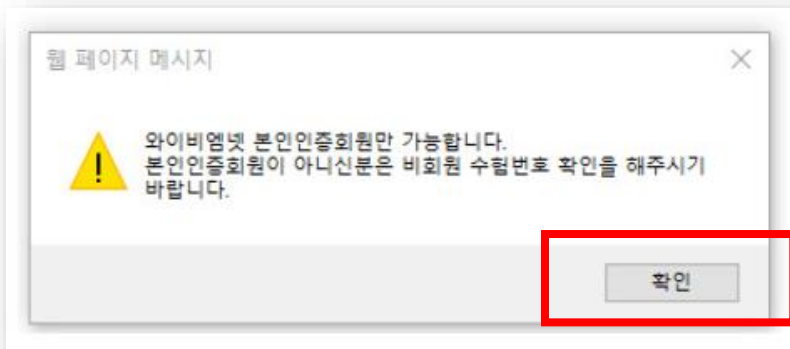 웹 페이지 메시지
와이비엠넷 본인인증회원만 가능합니다.
본인인증회원이 아니신분은 비회원 수험번호 확인을 해주시기
바랍니다.
확인